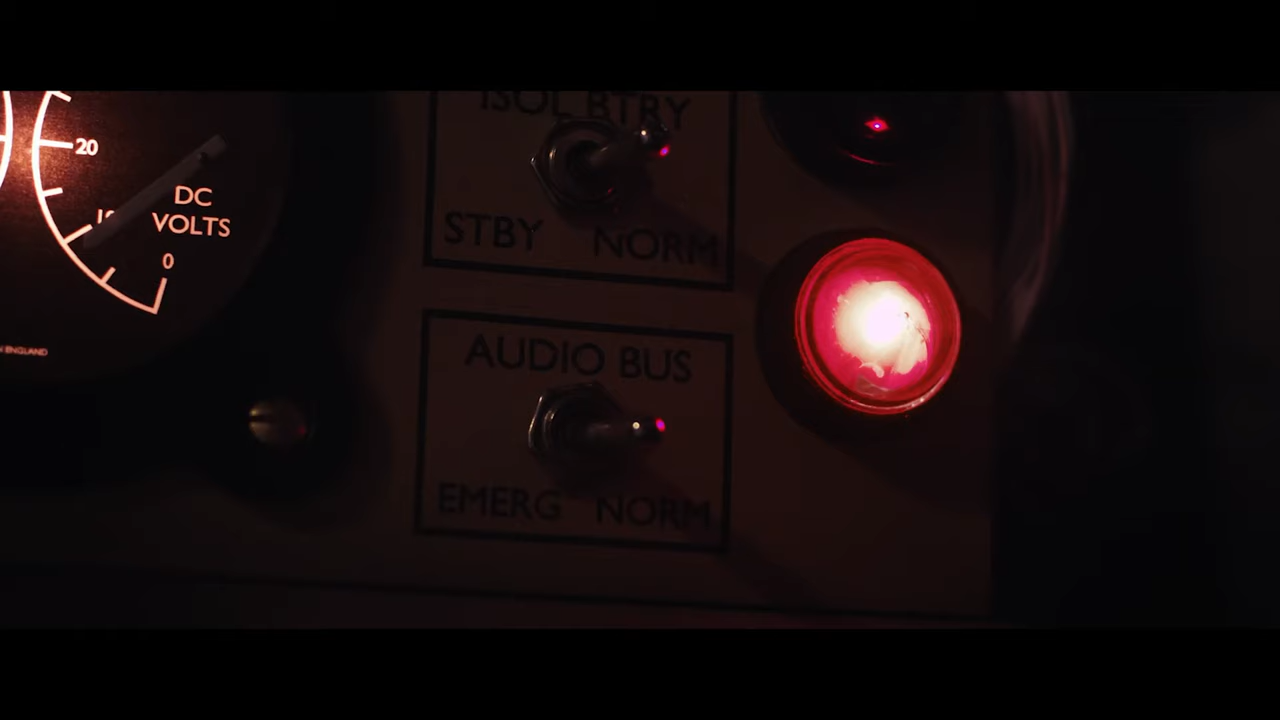 20
DC
VOLTS
0
ENGLAND
ISOL BTRY
STBY NORM
AUDIO BUS
EMERG NORM